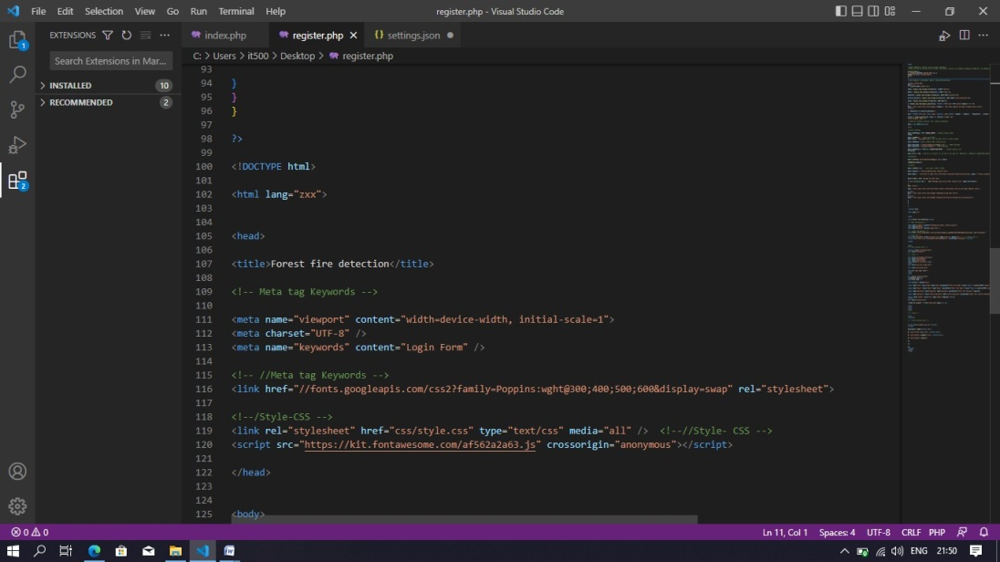 File Edit Selection View Go Run Terminal Help
register.php - Visual Studio Code
EXTENSIONS
index.php
register.php
settings.json
Search Extensions in Mar...
C: > Users > it500 > Desktop > register.php
INSTALLED 10
RECOMMENDED 2
1
2
93
94 }
95 }
96 }
97
98 ?>
99
100 <!DOCTYPE html>
101
102 <html lang="zxx">
103
104
105 <head>
106
107 <title>Forest fire detection</title>
108
109 <!-- Meta tag Keywords -->
110
111 <meta name="viewport" content="width=device-width, initial-scale=1">
112 <meta charset="UTF-8" />
113 <meta name="keywords" content="Login Form" />
114
115 <!-- //Meta tag Keywords -->
116 <link href="//fonts.googleapis.com/css2?family=Poppins:wght@300;400;500;600&display=swap" rel="stylesheet">
117
118 <!--/Style-CSS -->
119 <link rel="stylesheet" href="css/style.css" type="text/css" media="all" /> <!--//Style- CSS -->
120 <script src="https://kit.fontawesome.com/af562a2a63.js" crossorigin="anonymous"></script>
121
122 </head>
123
124
125 <body>
0 0
Ln 11, Col 1 Spaces: 4 UTF-8 CRLF PHP
ENG 21:50